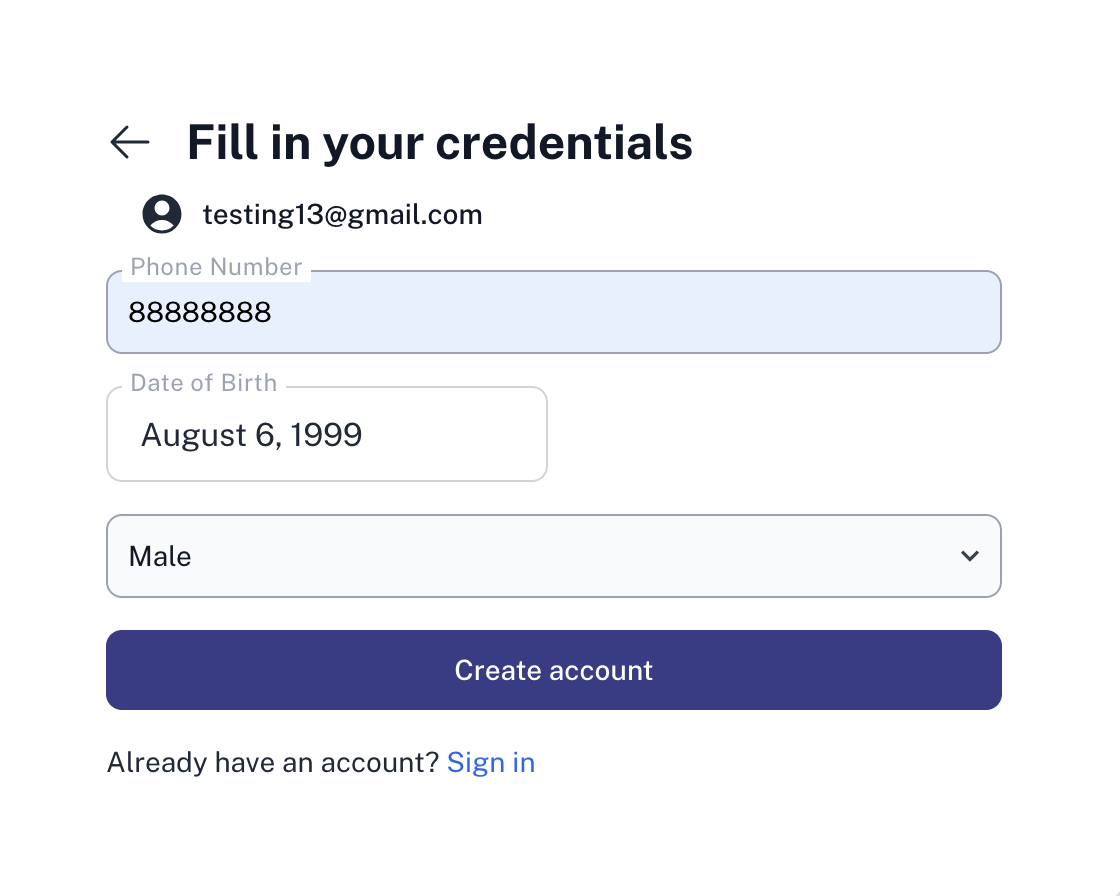 Fill in your credentials
testing13@gmail.com
Phone Number
88888888
Date of Birth
August 6, 1999
Male
Create account
Already have an account? Sign in